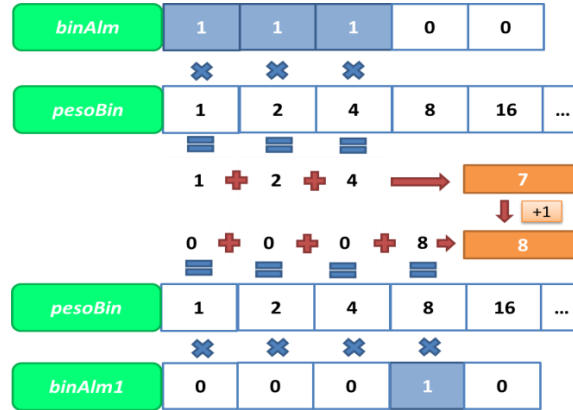 binAlm 1 1 1 0 0
pesoBin 1 2 4 8 16 ...
1 2 4 7
+1
0 0 0 8 8
pesoBin 1 2 4 8 16 ...
binAlm1 0 0 0 1 0